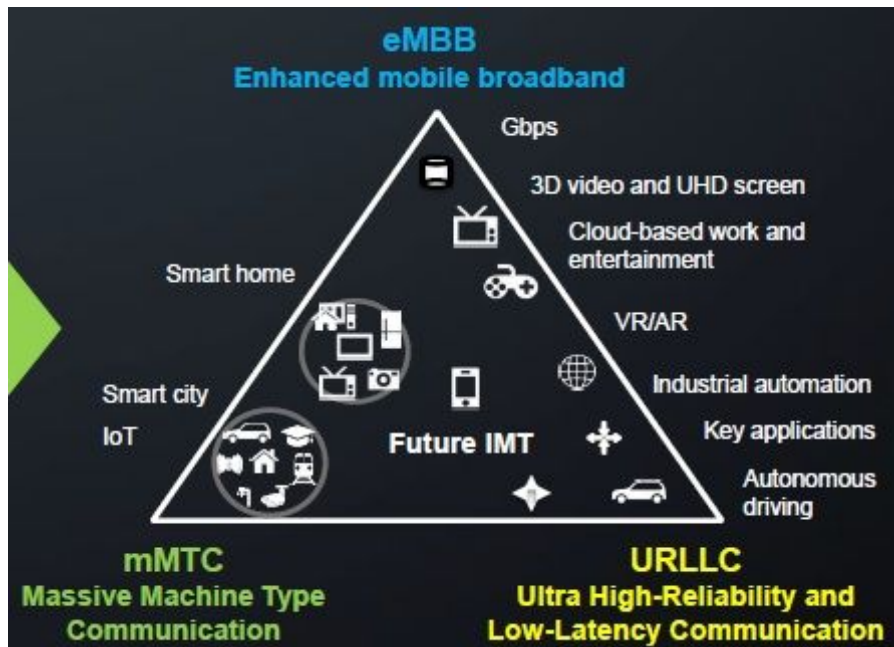 eMBB
Enhanced mobile broadband
Gbps
3D video and UHD screen
Cloud-based work and
entertainment
Smart home
VR/AR
Industrial automation
Smart city
Key applications
IoT
Future IMT
Autonomous
driving
mMTC
Massive Machine Type
Communication
URLLC
Ultra High-Reliability and
Low-Latency Communication